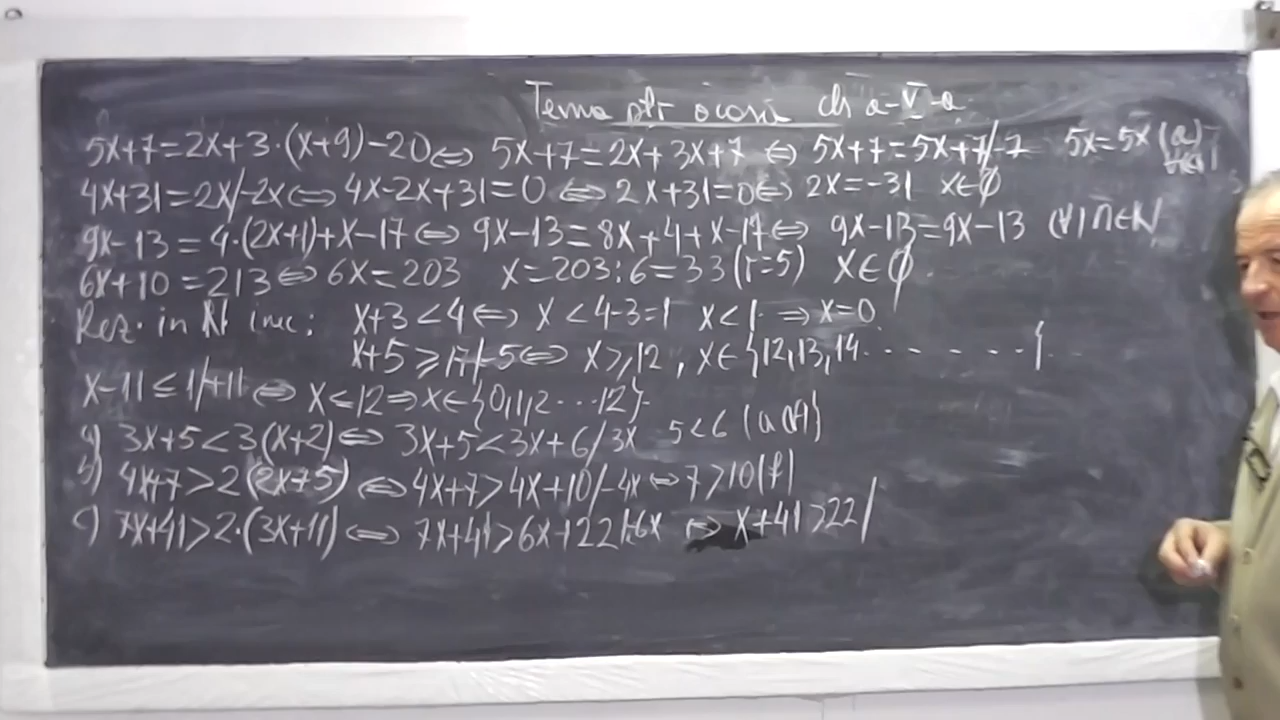 Tema ptr acasă cls a-V-a
5x+7=2x+3·(x+9)-20⇔ 5x+7=2x+3x+7 ⇔ 5x+7=5x+7/-7 5x=5x (a)
4x+31=2x/-2x⇔ 4x-2x+31=0 ⇔ 2x+31=0⇔ 2x=-31 x∈∅
9x-13=4·(2x+1)+x-17⇔ 9x-13=8x+4+x-17⇔ 9x-13=9x-13 (∀) n∈N
6x+10=213⇔ 6x=203 x=203:6=33(r=5) x∈∅
Rez. in N inec: x+3<4⇔ x<4-3=1 x<1 ⇒ x=0
x+5≥17/-5⇔ x≥12, x∈{12,13,14........}...
x-11≤1/+11 ⇔ x≤12⇒x∈{0,1,2...12}.
a) 3x+5<3(x+2)⇔ 3x+5<3x+6/3x 5<6 (a
b) 4x+7>2(2x+5) ⇔ 4x+7>4x+10/-4x⇔ 7>10(f)
c) 7x+41>2·(3x+11) ⇔ 7x+41>6x+22/-6x ⇔ x+41>22/